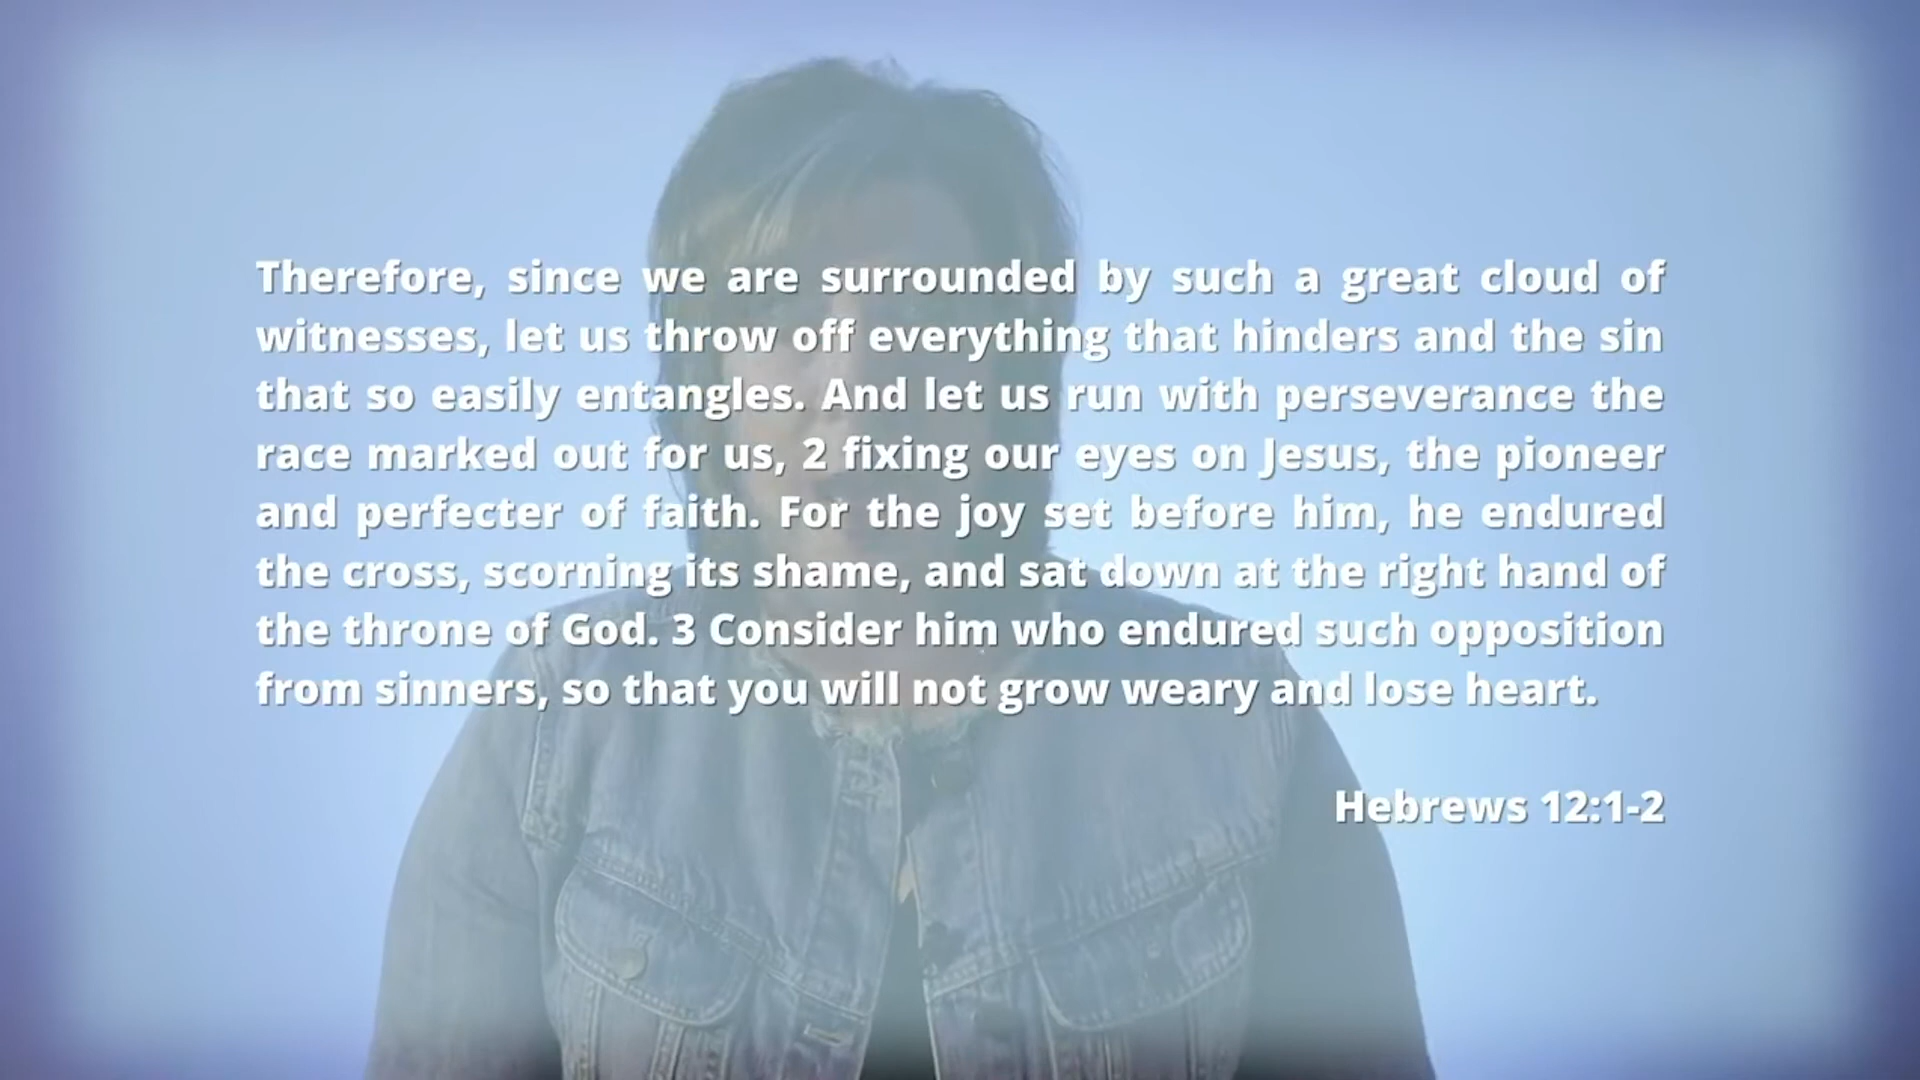 Therefore, since we are surrounded by such a great cloud of
witnesses, let us throw off everything that hinders and the sin
that so easily entangles. And let us run with perseverance the
race marked out for us, 2 fixing our eyes on Jesus, the pioneer
and perfecter of faith. For the joy set before him, he endured
the cross, scorning its shame, and sat down at the right hand of
the throne of God. 3 Consider him who endured such opposition
from sinners, so that you will not grow weary and lose heart.
Hebrews 12:1-2